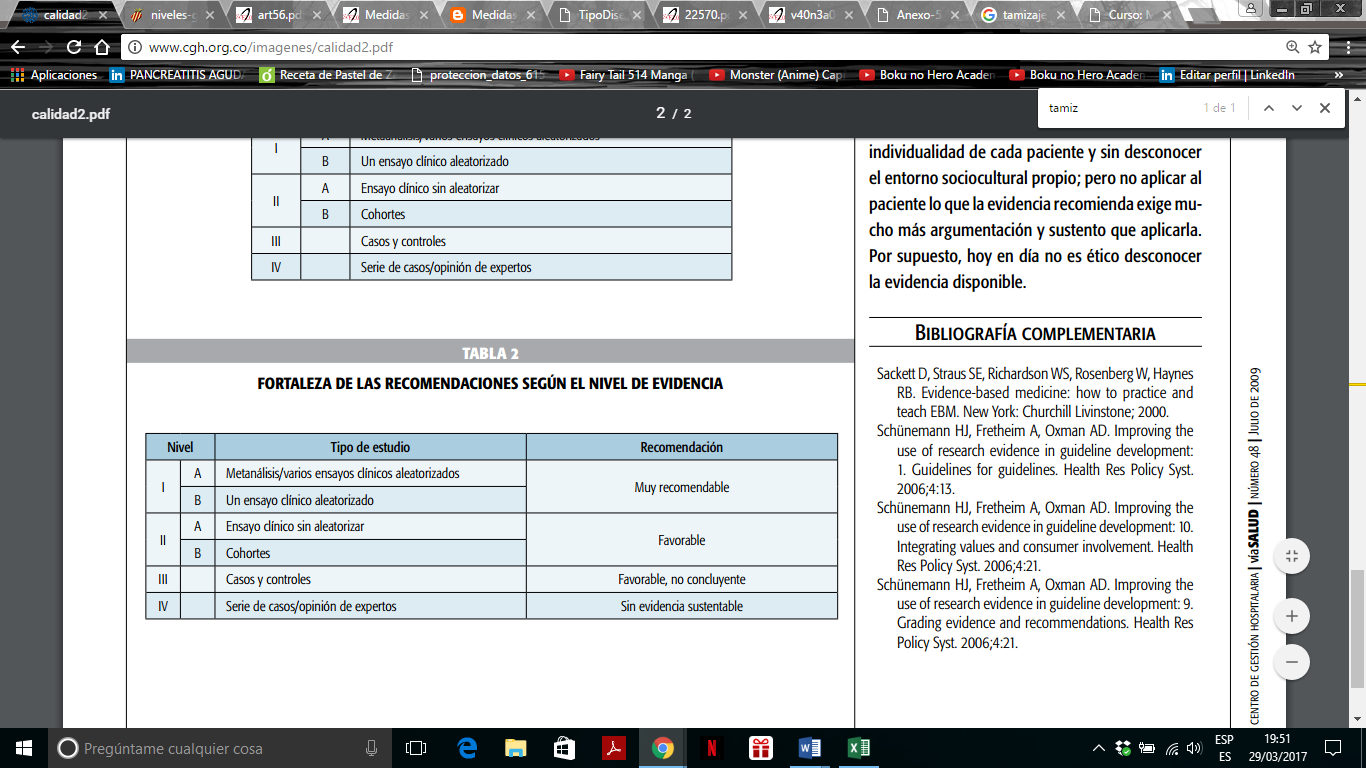 calidad2
niveles-g
art56.pd
Medidas
Medidas
TipoDise
22570.p
v40n3a0
Anexo-5
tamizaje
Curso: M
www.cgh.org.co/imagenes/calidad2.pdf
Aplicaciones
PANCREATITIS AGUD
Receta de Pastel de Z
proteccion_datos_615
Fairy Tail 514 Manga (
Monster (Anime) Cap
Boku no Hero Acaden
Boku no Hero Acaden
Editar perfil | LinkedIn
»
calidad2.pdf
2 / 2
tamiz
1 de 1
I
A
Metanálisis/varios ensayos clínicos aleatorizados
B
Un ensayo clínico aleatorizado
II
A
Ensayo clínico sin aleatorizar
B
Cohortes
III
Casos y controles
IV
Serie de casos/opinión de expertos
TABLA 2
FORTALEZA DE LAS RECOMENDACIONES SEGÚN EL NIVEL DE EVIDENCIA
Nivel
Tipo de estudio
Recomendación
I
A
Metanálisis/varios ensayos clínicos aleatorizados
Muy recomendable
B
Un ensayo clínico aleatorizado
II
A
Ensayo clínico sin aleatorizar
Favorable
B
Cohortes
III
Casos y controles
Favorable, no concluyente
IV
Serie de casos/opinión de expertos
Sin evidencia sustentable
individualidad de cada paciente y sin desconocer
el entorno sociocultural propio; pero no aplicar al
paciente lo que la evidencia recomienda exige mu-
cho más argumentación y sustento que aplicarla.
Por supuesto, hoy en día no es ético desconocer
la evidencia disponible.
BIBLIOGRAFÍA COMPLEMENTARIA
Sackett D, Straus SE, Richardson WS, Rosenberg W, Haynes
RB. Evidence-based medicine: how to practice and
teach EBM. New York: Churchill Livinstone; 2000.
Schünemann HJ, Fretheim A, Oxman AD. Improving the
use of research evidence in guideline development:
1. Guidelines for guidelines. Health Res Policy Syst.
2006;4:13.
Schünemann HJ, Fretheim A, Oxman AD. Improving the
use of research evidence in guideline development: 10.
Integrating values and consumer involvement. Health
Res Policy Syst. 2006;4:21.
Schünemann HJ, Fretheim A, Oxman AD. Improving the
use of research evidence in guideline development: 9.
Grading evidence and recommendations. Health Res
Policy Syst. 2006;4:21.
CENTRO DE GESTIÓN HOSPITALARIA | víaSALUD | NÚMERO 48 | JULIO DE 2009
Pregúntame cualquier cosa
ESP
ES
19:51
29/03/2017